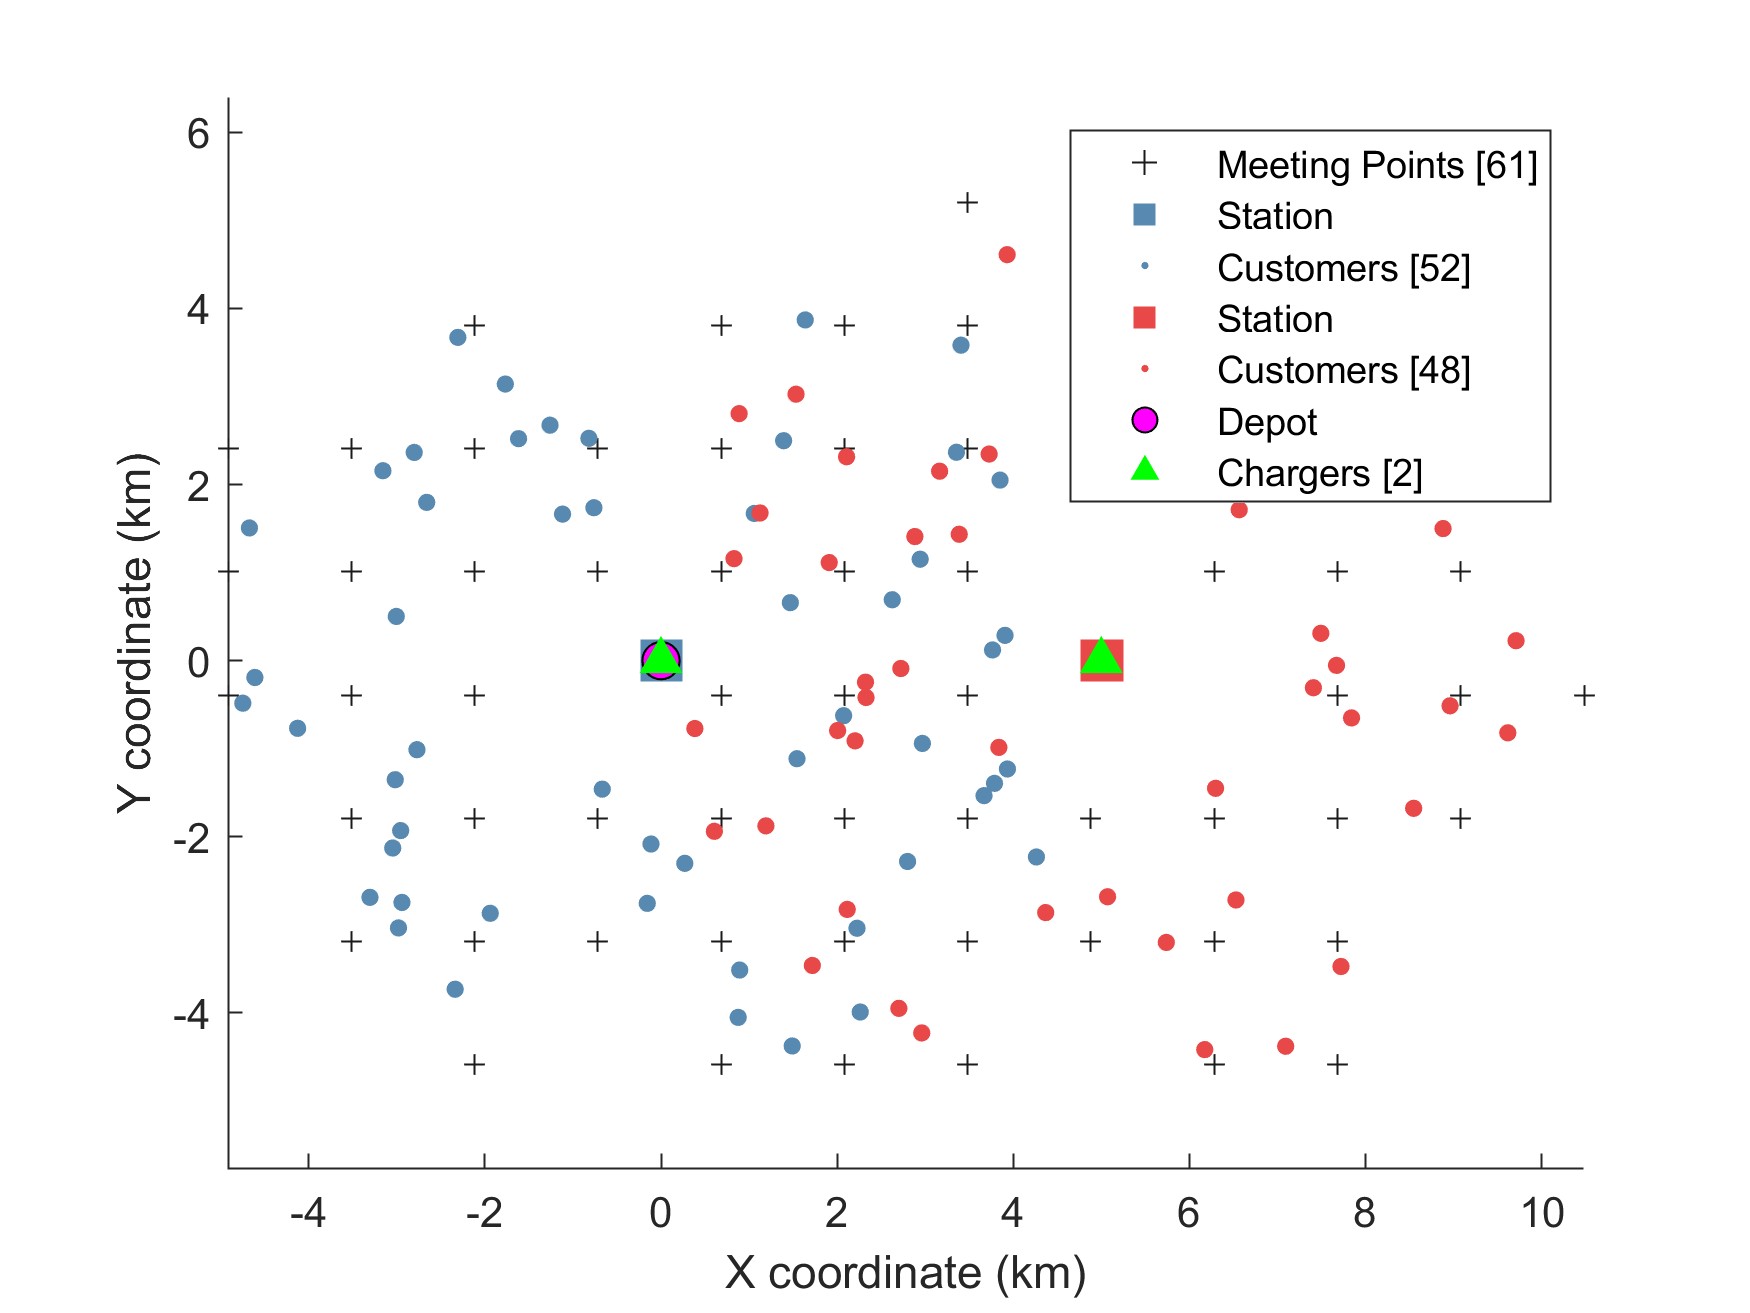 6
4
2
0
-2
-4
Y coordinate (km)
Meeting Points [61]
Station
Customers [52]
Station
Customers [48]
Depot
Chargers [2]
-4 -2 0 2 4 6 8 10
X coordinate (km)